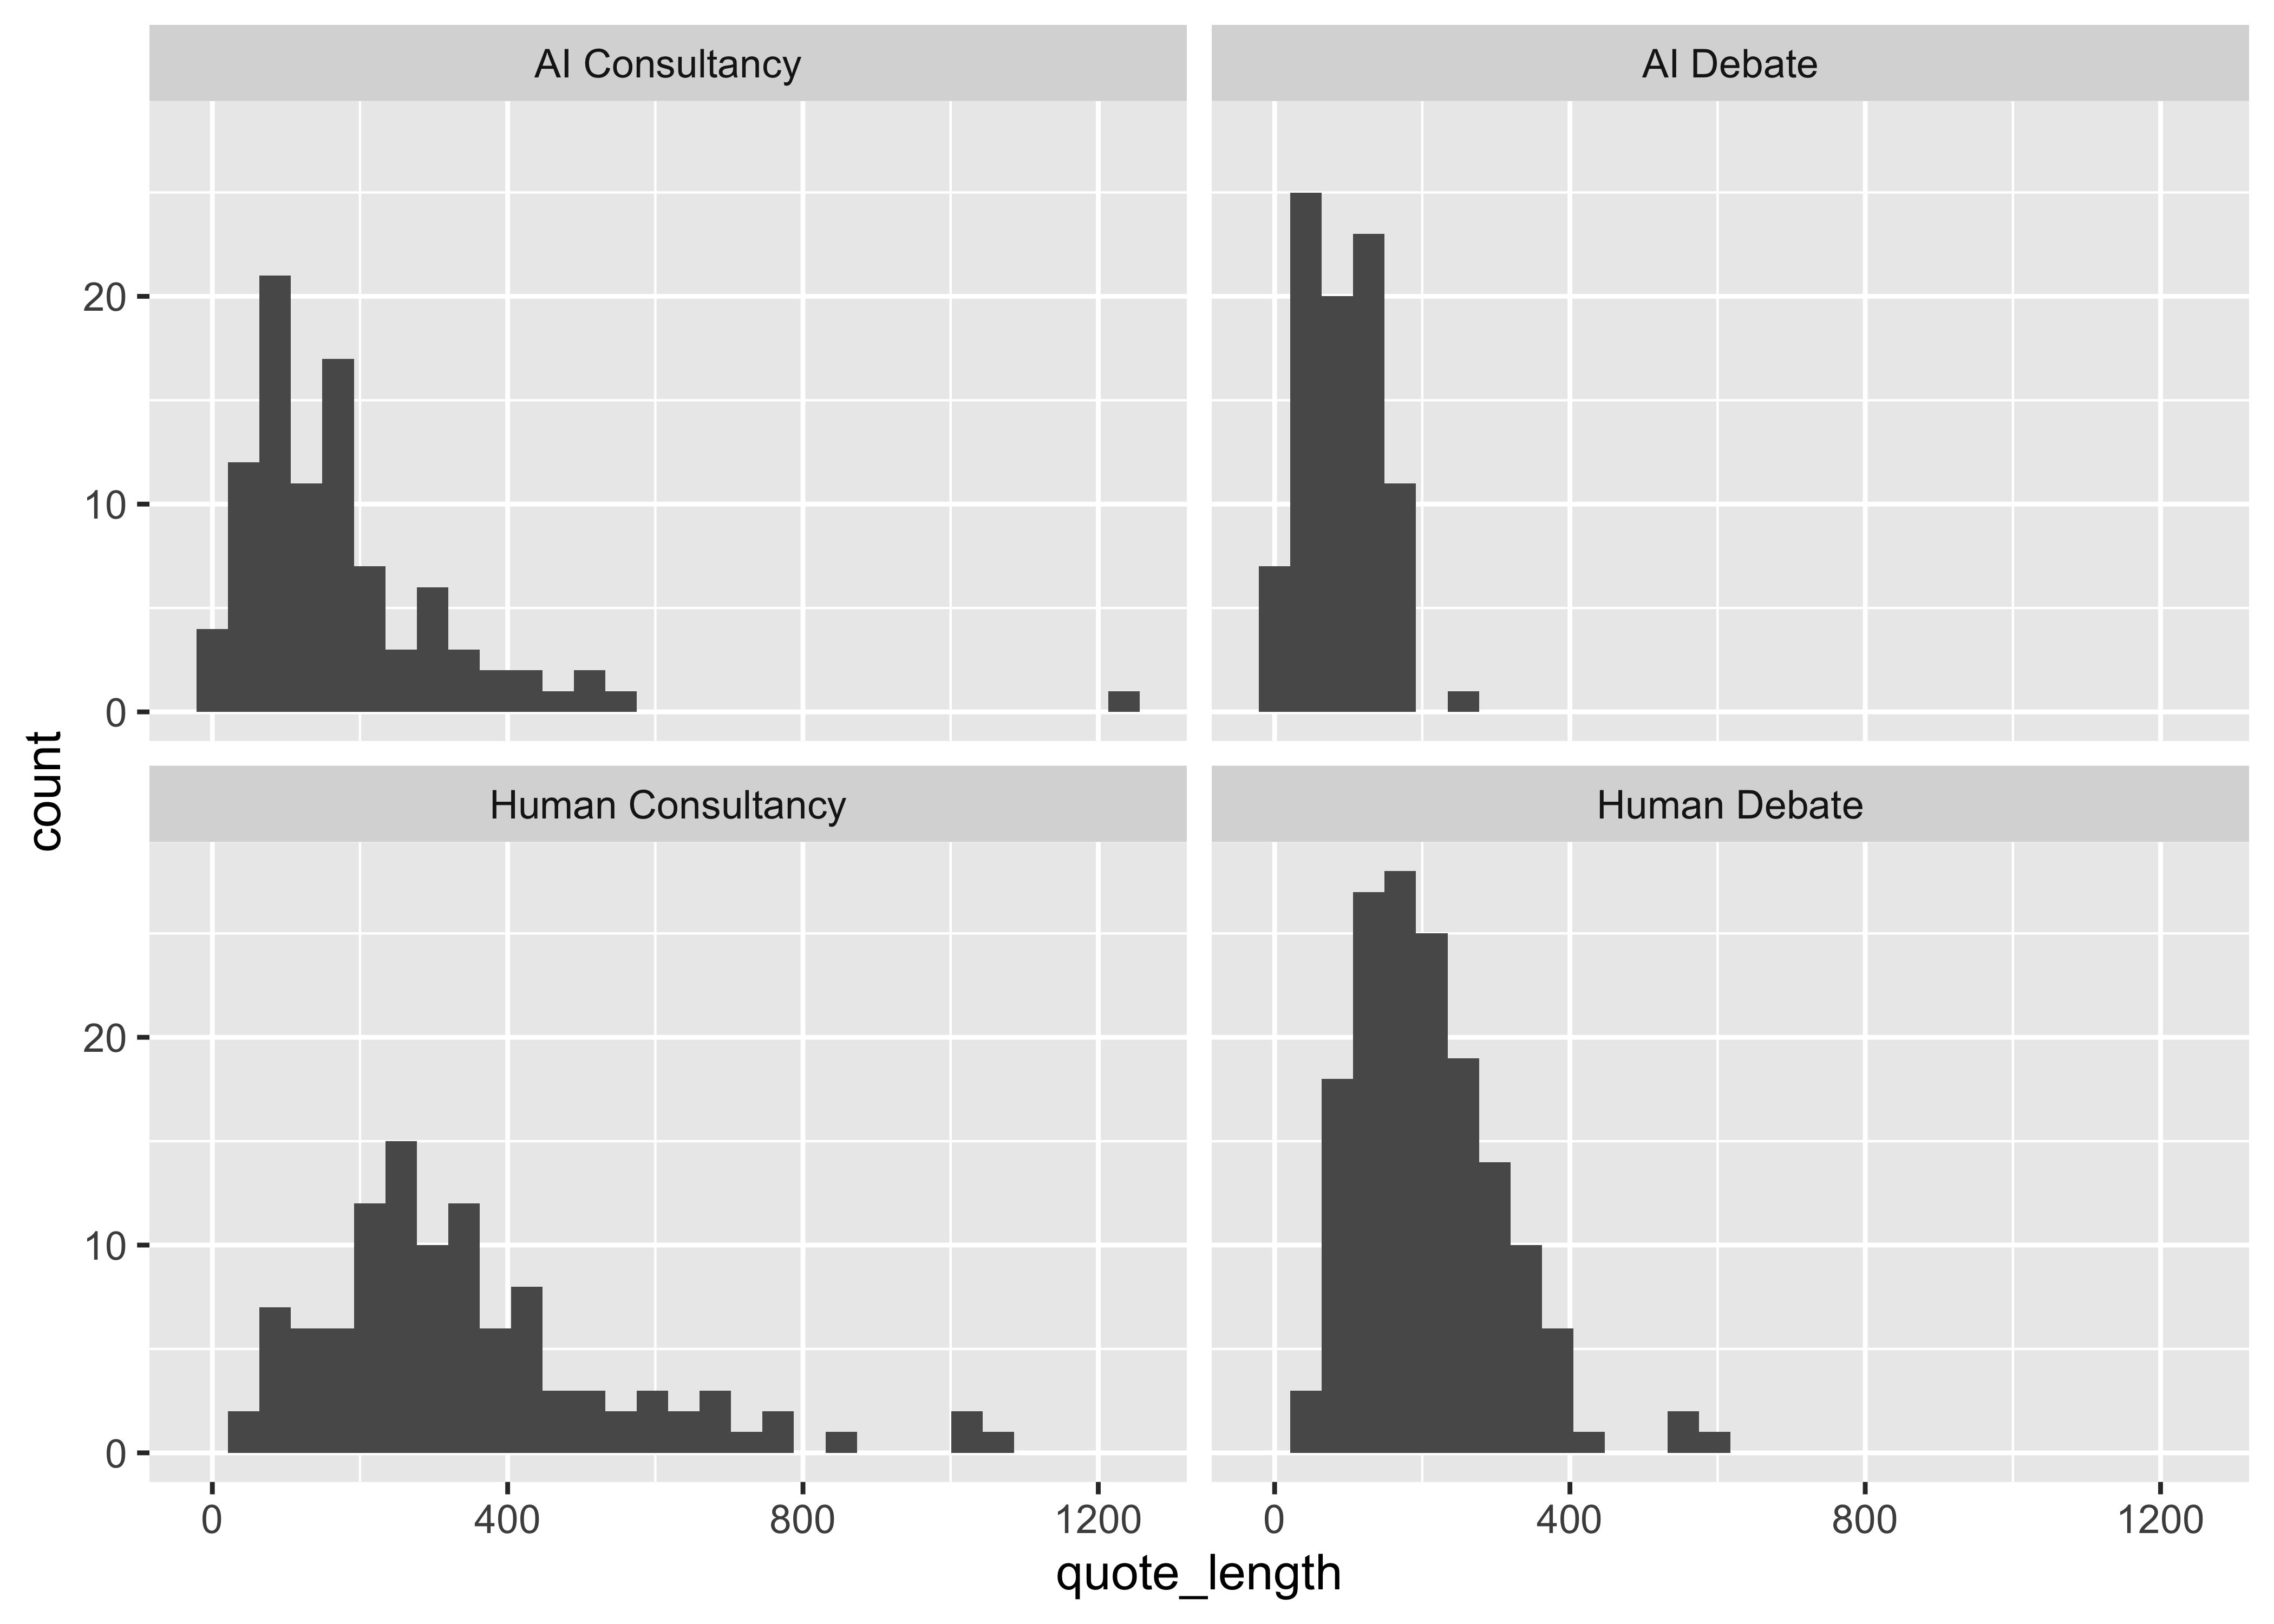 AI Consultancy
AI Debate
20
10
0
count
Human Consultancy
Human Debate
20
10
0
0
400
800
1200
0
400
800
1200
quote_length